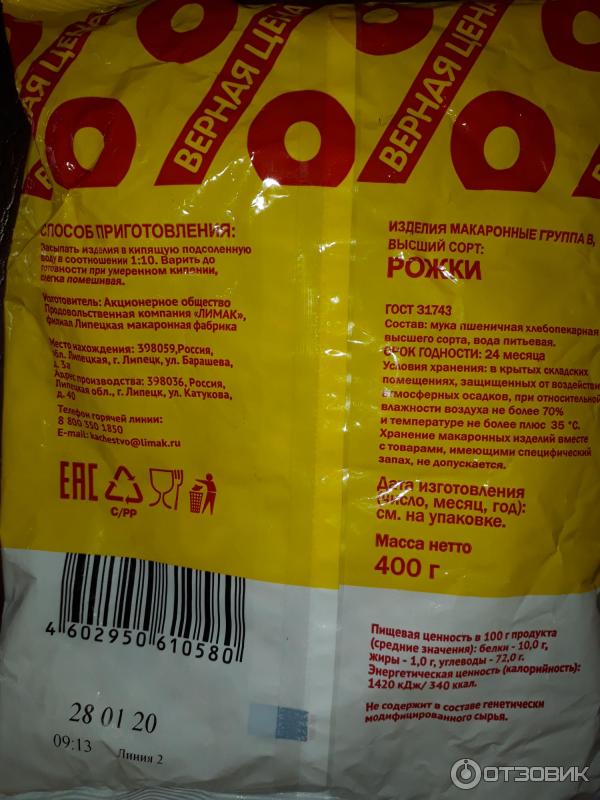 ВЕРНАЯ ЦЕНА
ВЕРНАЯ ЦЕНА
ВЕРНАЯ ЦЕНА
СПОСОБ ПРИГОТОВЛЕНИЯ:
Засыпать изделия в кипящую подсоленную
воду в соотношении 1:10. Варить до
готовности при умеренном кипении,
слегка помешивая.
Изготовитель: Акционерное общество
Продовольственная компания «ЛИМАК»,
филиал Липецкая макаронная фабрика
Место нахождения: 398059,Россия,
обл. Липецкая, г. Липецк, ул. Барашева,
д. 3а
Адрес производства: 398036, Россия,
Липецкая обл., г. Липецк, ул. Катукова,
д. 40
Телефон горячей линии:
8 800 350 1850
E-mail: kachestvo@limak.ru
EAC
C/PP
4 602950 610580
28 01 20
09:13 Линия 2
ИЗДЕЛИЯ МАКАРОННЫЕ ГРУППА В,
ВЫСШИЙ СОРТ:
РОЖКИ
ГОСТ 31743
Состав: мука пшеничная хлебопекарная
высшего сорта, вода питьевая.
СРОК ГОДНОСТИ: 24 месяца
Условия хранения: в крытых складских
помещениях, защищенных от воздействи
атмосферных осадков, при относительной
влажности воздуха не более 70%
и температуре не более плюс 35 °С.
Хранение макаронных изделий вместе
с товарами, имеющими специфический
запах, не допускается.
Дата изготовления
(число, месяц, год):
см. на упаковке.
Масса нетто
400 г
Пищевая ценность в 100 г продукта
(средние значения): белки - 10,0 г,
жиры - 1,0 г, углеводы - 72,0 г.
Энергетическая ценность (калорийность):
1420 кДж/ 340 ккал.
Не содержит в составе генетически
модифицированного сырья.
ОТЗОВИК